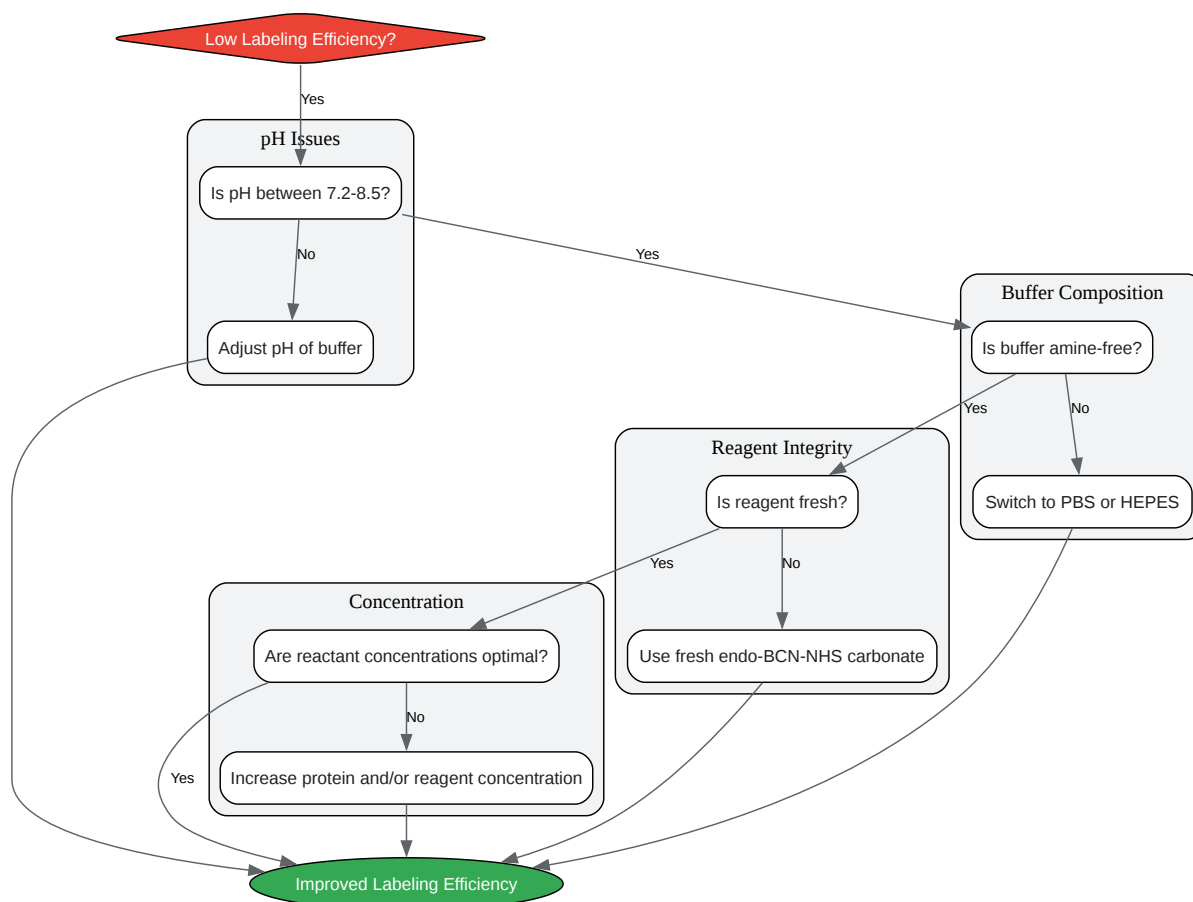 Low Labeling Efficiency?
Yes
pH Issues
Is pH between 7.2-8.5?
No
Yes
Adjust pH of buffer
Buffer Composition
Is buffer amine-free?
Yes
No
Switch to PBS or HEPES
Reagent Integrity
Is reagent fresh?
Yes
No
Use fresh endo-BCN-NHS carbonate
Concentration
Are reactant concentrations optimal?
No
Yes
Increase protein and/or reagent concentration
Improved Labeling Efficiency